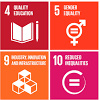 4 QUALITY
EDUCATION
5 GENDER
EQUALITY
9 INDUSTRY, INNOVATION
AND INFRASTRUCTURE
10 REDUCED
INEQUALITIES